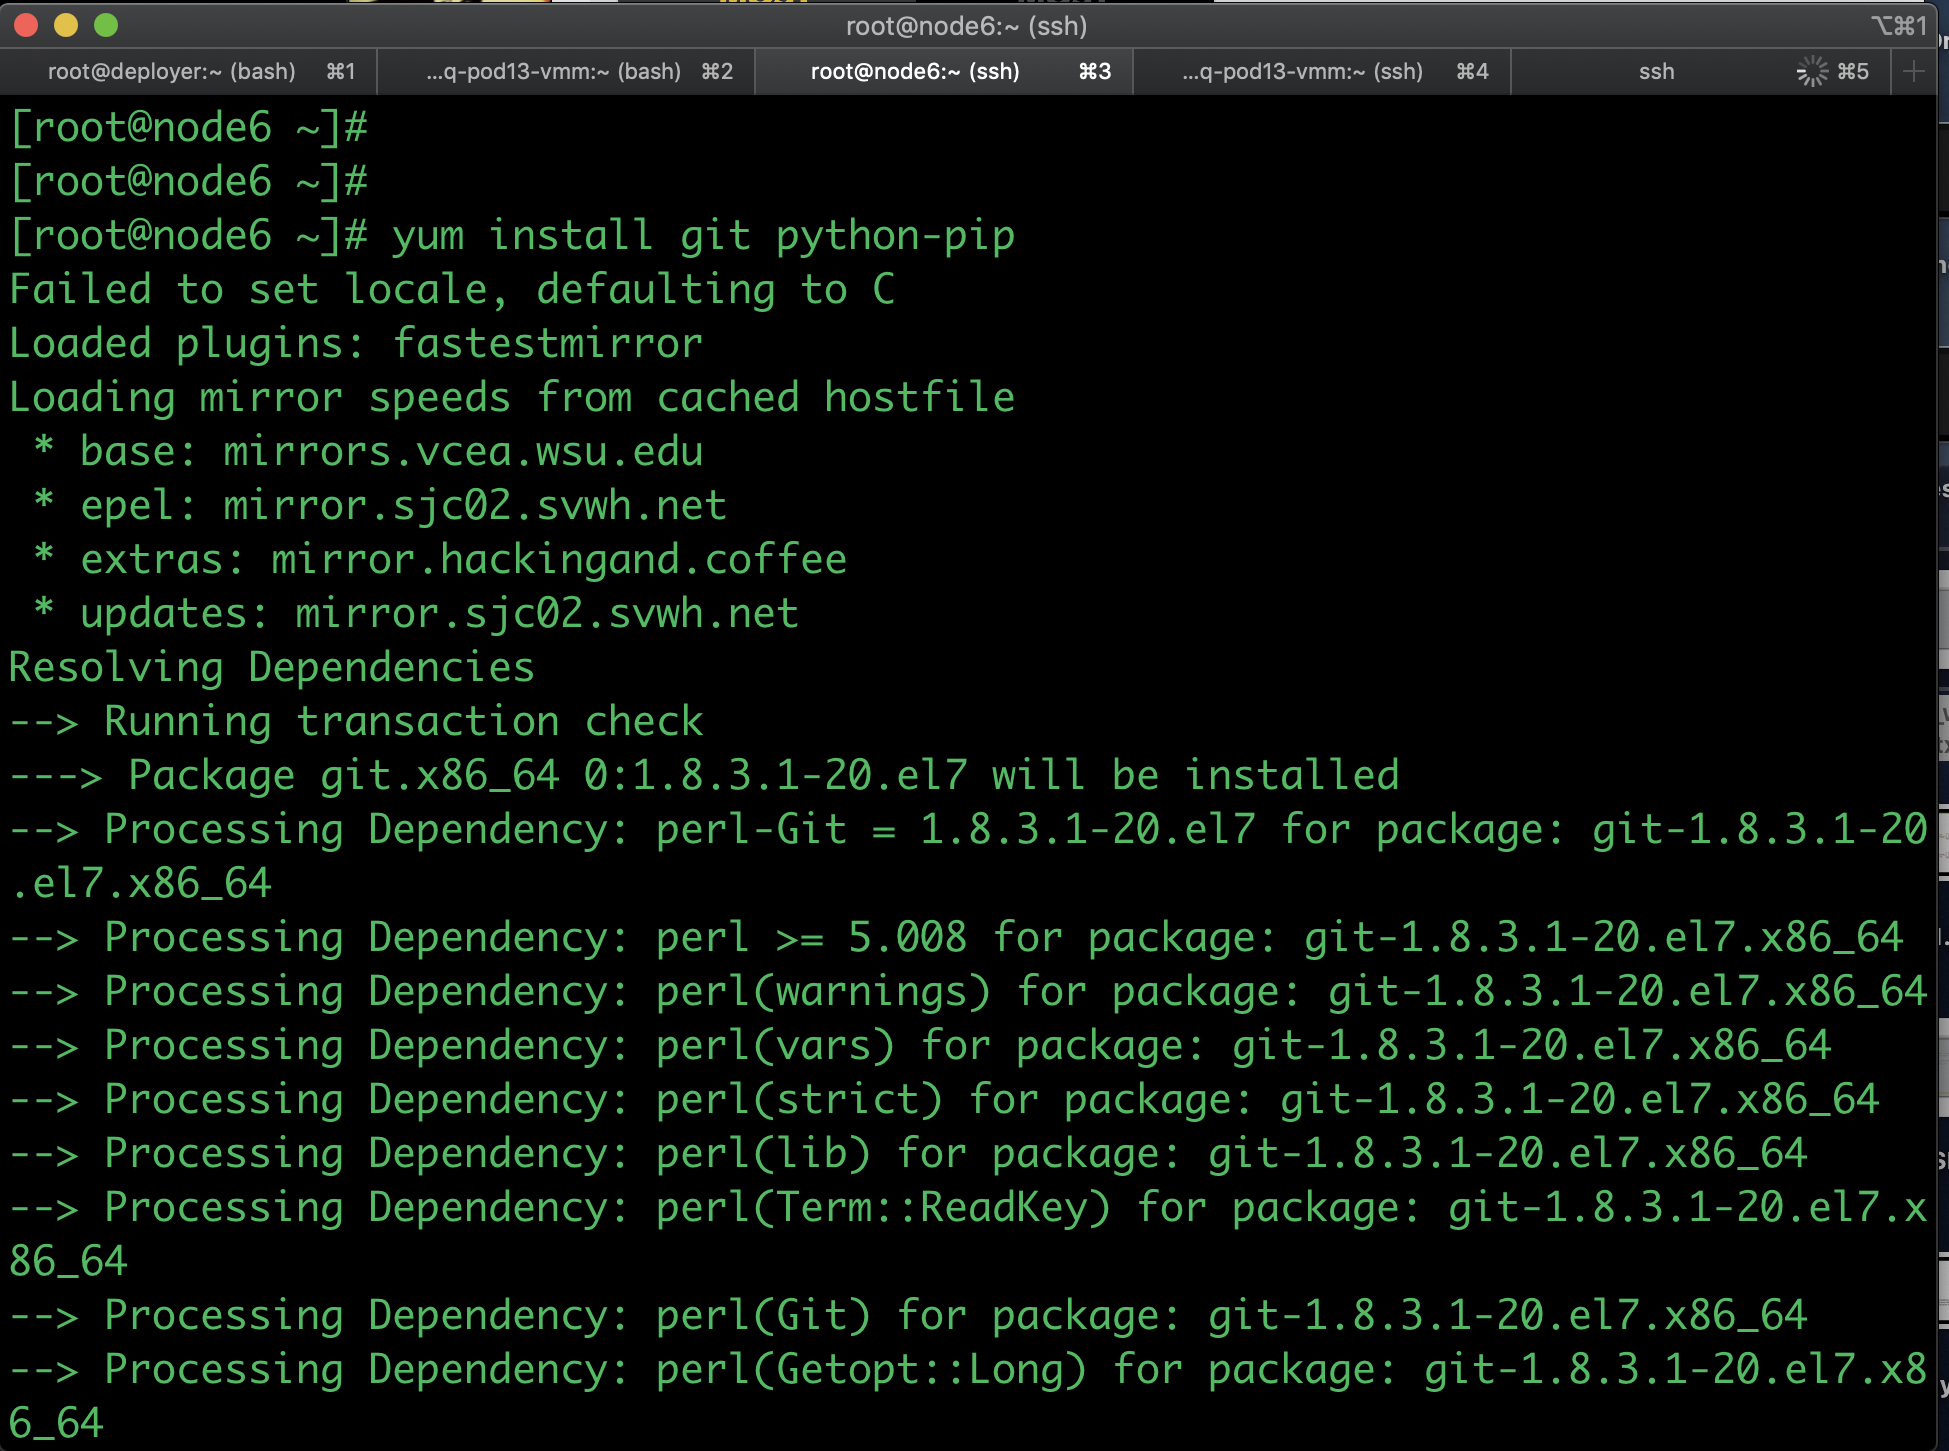 root@node6:~ (ssh) ⌥⌘1
root@deployer:~ (bash) ⌘1 ...q-pod13-vmm:~ (bash) ⌘2 root@node6:~ (ssh) ⌘3 ...q-pod13-vmm:~ (ssh) ⌘4 ssh ⌘5
[root@node6 ~]#
[root@node6 ~]#
[root@node6 ~]# yum install git python-pip
Failed to set locale, defaulting to C
Loaded plugins: fastestmirror
Loading mirror speeds from cached hostfile
 * base: mirrors.vcea.wsu.edu
 * epel: mirror.sjc02.svwh.net
 * extras: mirror.hackingand.coffee
 * updates: mirror.sjc02.svwh.net
Resolving Dependencies
--> Running transaction check
---> Package git.x86_64 0:1.8.3.1-20.el7 will be installed
--> Processing Dependency: perl-Git = 1.8.3.1-20.el7 for package: git-1.8.3.1-20
.el7.x86_64
--> Processing Dependency: perl >= 5.008 for package: git-1.8.3.1-20.el7.x86_64
--> Processing Dependency: perl(warnings) for package: git-1.8.3.1-20.el7.x86_64
--> Processing Dependency: perl(vars) for package: git-1.8.3.1-20.el7.x86_64
--> Processing Dependency: perl(strict) for package: git-1.8.3.1-20.el7.x86_64
--> Processing Dependency: perl(lib) for package: git-1.8.3.1-20.el7.x86_64
--> Processing Dependency: perl(Term::ReadKey) for package: git-1.8.3.1-20.el7.x
86_64
--> Processing Dependency: perl(Git) for package: git-1.8.3.1-20.el7.x86_64
--> Processing Dependency: perl(Getopt::Long) for package: git-1.8.3.1-20.el7.x8
6_64